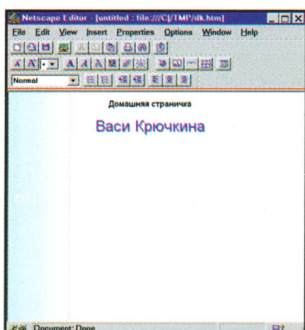 Netscape Editor - [untitled : file:///C|/TMP/dk.htm]
File Edit View Insert Properties Options Window Help
Normal
Домашняя страничка
Васи Крючкина
Document: Done